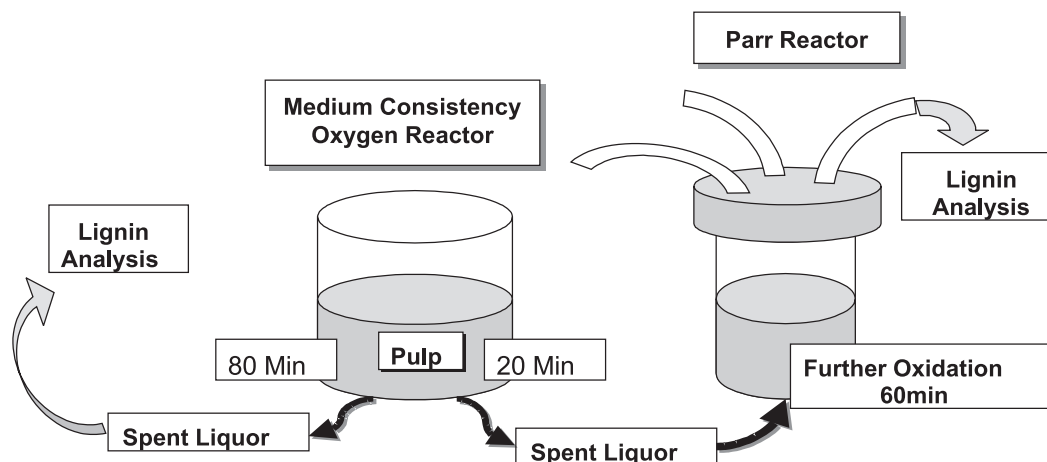 Parr Reactor
Medium Consistency
Oxygen Reactor
Lignin
Analysis
Lignin
Analysis
80 Min
Pulp
20 Min
Further Oxidation
60min
Spent Liquor
Spent Liquor